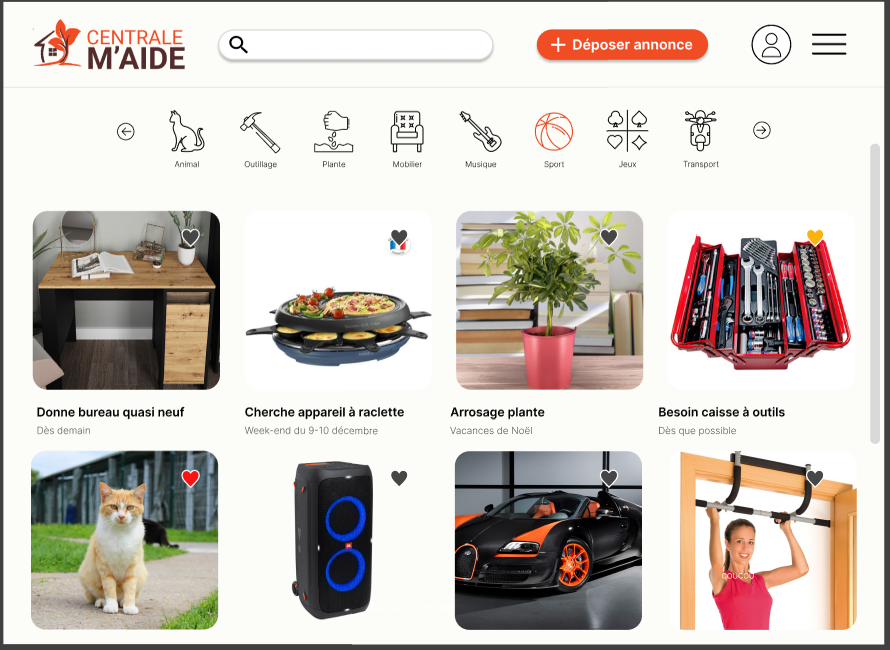 CENTRALE
M'AIDE
Déposer annonce
Animal
Outillage
Plante
Mobilier
Musique
Sport
Jeux
Transport
Donne bureau quasi neuf
Dès demain
Cherche appareil à raclette
Week-end du 9-10 décembre
Arrosage plante
Vacances de Noël
Besoin caisse à outils
Dès que possible
COUCOU